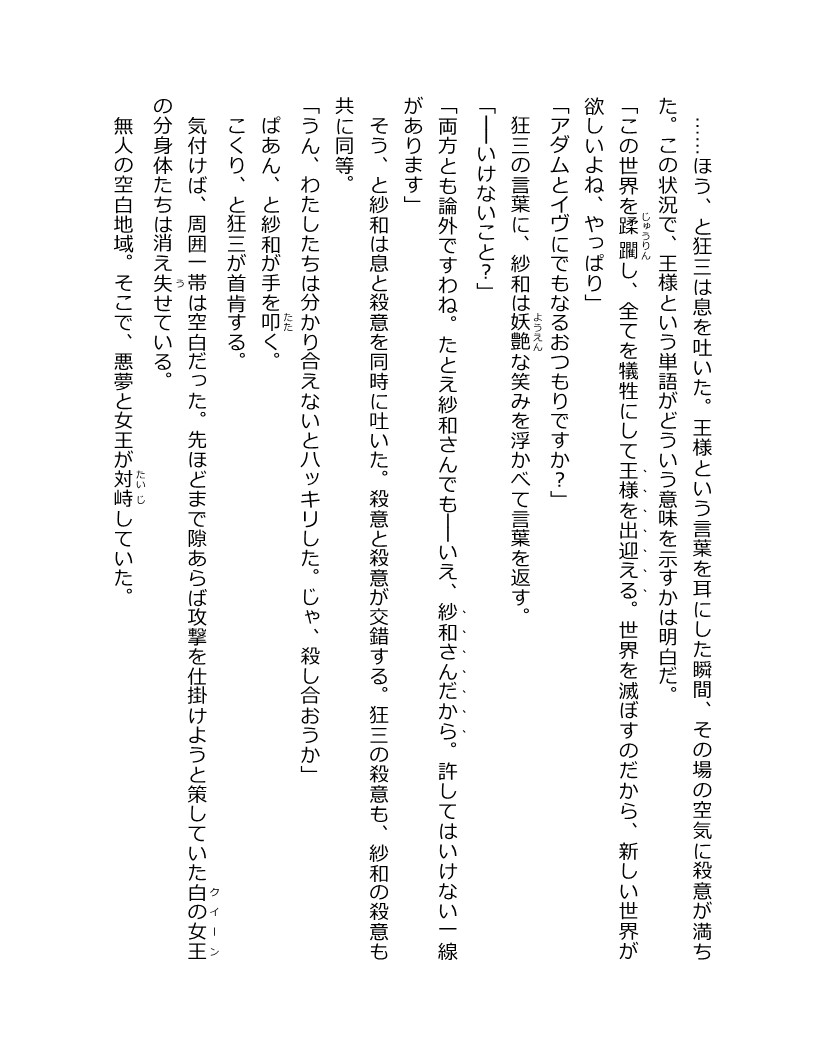 ……ほう、と狂三は息を吐いた。王様という言葉を耳にした瞬間、その場の空気に殺意が満ち
た。この状況で、王様という単語がどういう意味を示すかは明白だ。
「この世界を蹂躙し、全てを犠牲にして王様を出迎える。世界を滅ぼすのだから、新しい世界が
欲しいよね、やっぱり」
「アダムとイヴにでもなるおつもりですか？」
狂三の言葉に、紗和は妖艶な笑みを浮かべて言葉を返す。
「──いけないこと？」
「両方とも論外ですわね。たとえ紗和さんでも──いえ、紗和さんだから。許してはいけない一線
があります」
そう、と紗和は息と殺意を同時に吐いた。殺意と殺意が交錯する。狂三の殺意も、紗和の殺意も
共に同等。
「うん、わたしたちは分かり合えないとハッキリした。じゃ、殺し合おうか」
ぱあん、と紗和が手を叩く。
こくり、と狂三が首肯する。
気付けば、周囲一帯は空白だった。先ほどまで隙あらば攻撃を仕掛けようと策していた白の女王
の分身体たちは消え失せている。
無人の空白地域。そこで、悪夢と女王が対峙していた。